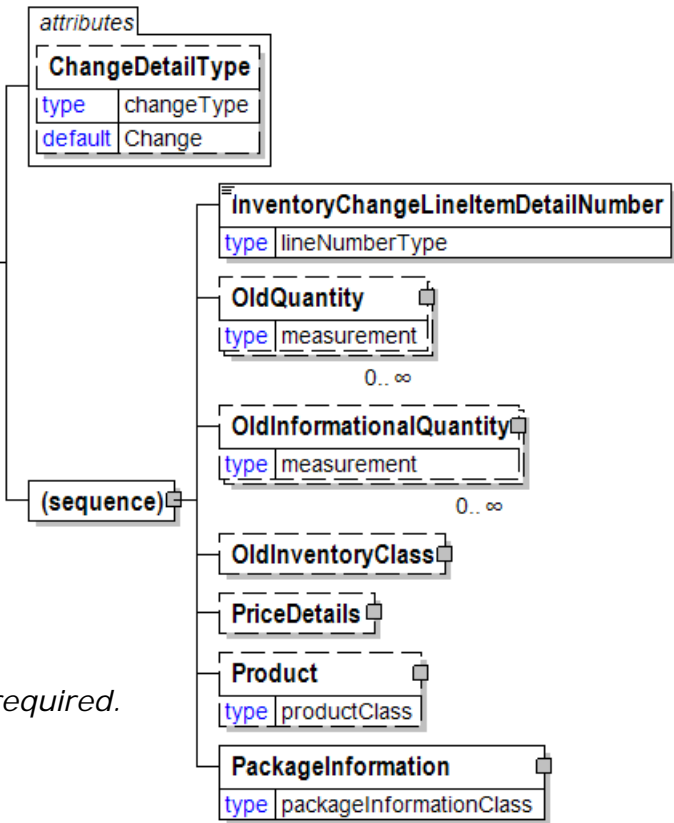 attributes
ChangeDetailType
type changeType
default Change
InventoryChangeLineItemDetailNumber
type lineNumberType
OldQuantity
type measurement
0.. ∞
OldInformationalQuantity
type measurement
0.. ∞
(sequence)
OldInventoryClass
PriceDetails
Product
type productClass
required.
PackageInformation
type packageInformationClass